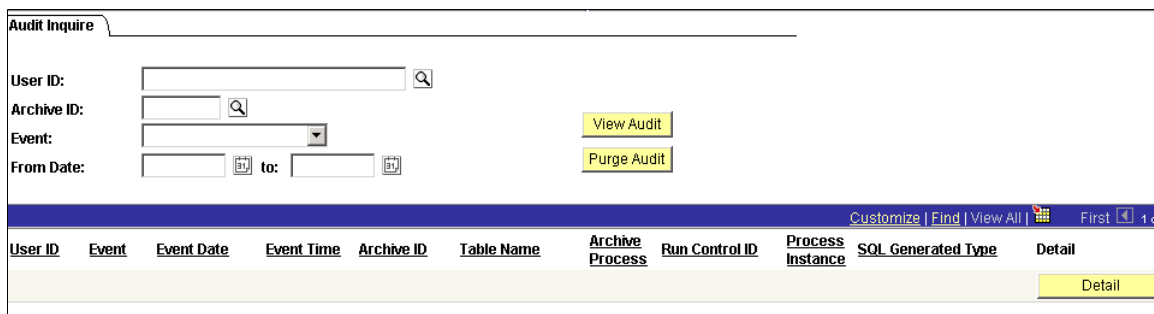 Audit Inquire
User ID:
Archive ID:
Event:
From Date: to:
View Audit
Purge Audit
Customize | Find | View All | First 1
User ID Event Event Date Event Time Archive ID Table Name Archive Process Run Control ID Process Instance SQL Generated Type Detail
Detail